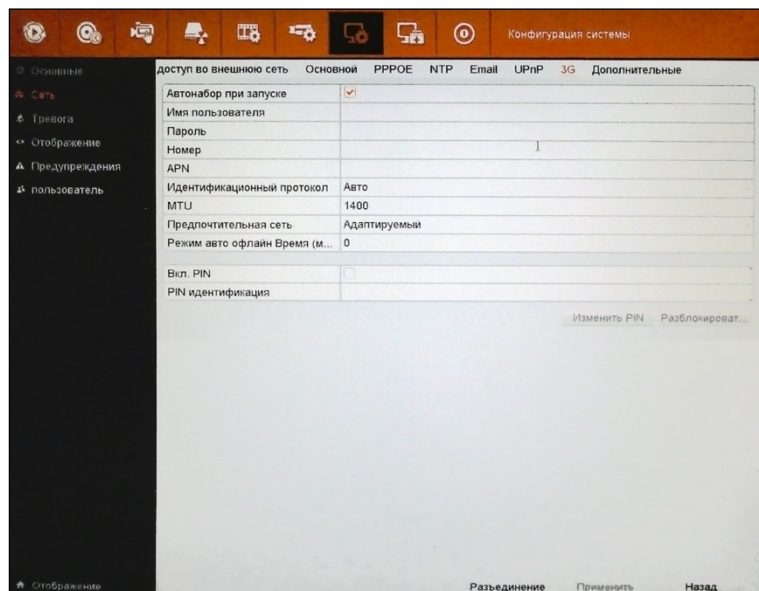 Конфигурация системы
Основные
Сеть
Тревога
Отображение
Предупреждения
пользователь
доступ во внешнюю сеть Основной PPPOE NTP Email UPnP 3G Дополнительные
Автонабор при запуске
Имя пользователя
Пароль
Номер
APN
Идентификационный протокол Авто
MTU 1400
Предпочтительная сеть Адаптируемый
Режим авто офлайн Время (м... 0
Вкл. PIN
PIN идентификация
Изменить PIN Разблокироват...
Отображение
Разъединение Применить Назад